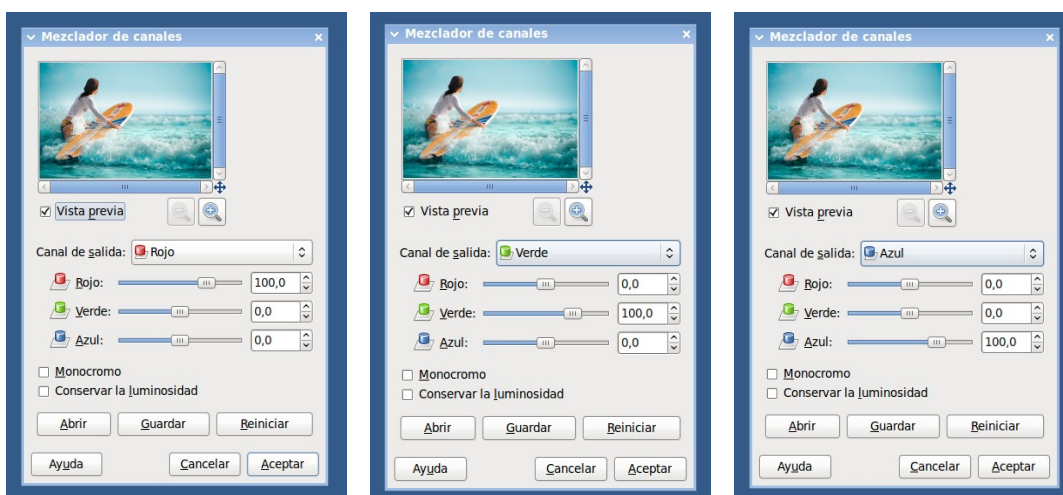 Mezclador de canales
Vista previa
Canal de salida: Rojo
Rojo: 100,0
Verde: 0,0
Azul: 0,0
Monocromo
Conservar la luminosidad
Abrir Guardar Reiniciar
Ayuda Cancelar Aceptar
Mezclador de canales
Vista previa
Canal de salida: Verde
Rojo: 0,0
Verde: 100,0
Azul: 0,0
Monocromo
Conservar la luminosidad
Abrir Guardar Reiniciar
Ayuda Cancelar Aceptar
Mezclador de canales
Vista previa
Canal de salida: Azul
Rojo: 0,0
Verde: 0,0
Azul: 100,0
Monocromo
Conservar la luminosidad
Abrir Guardar Reiniciar
Ayuda Cancelar Aceptar